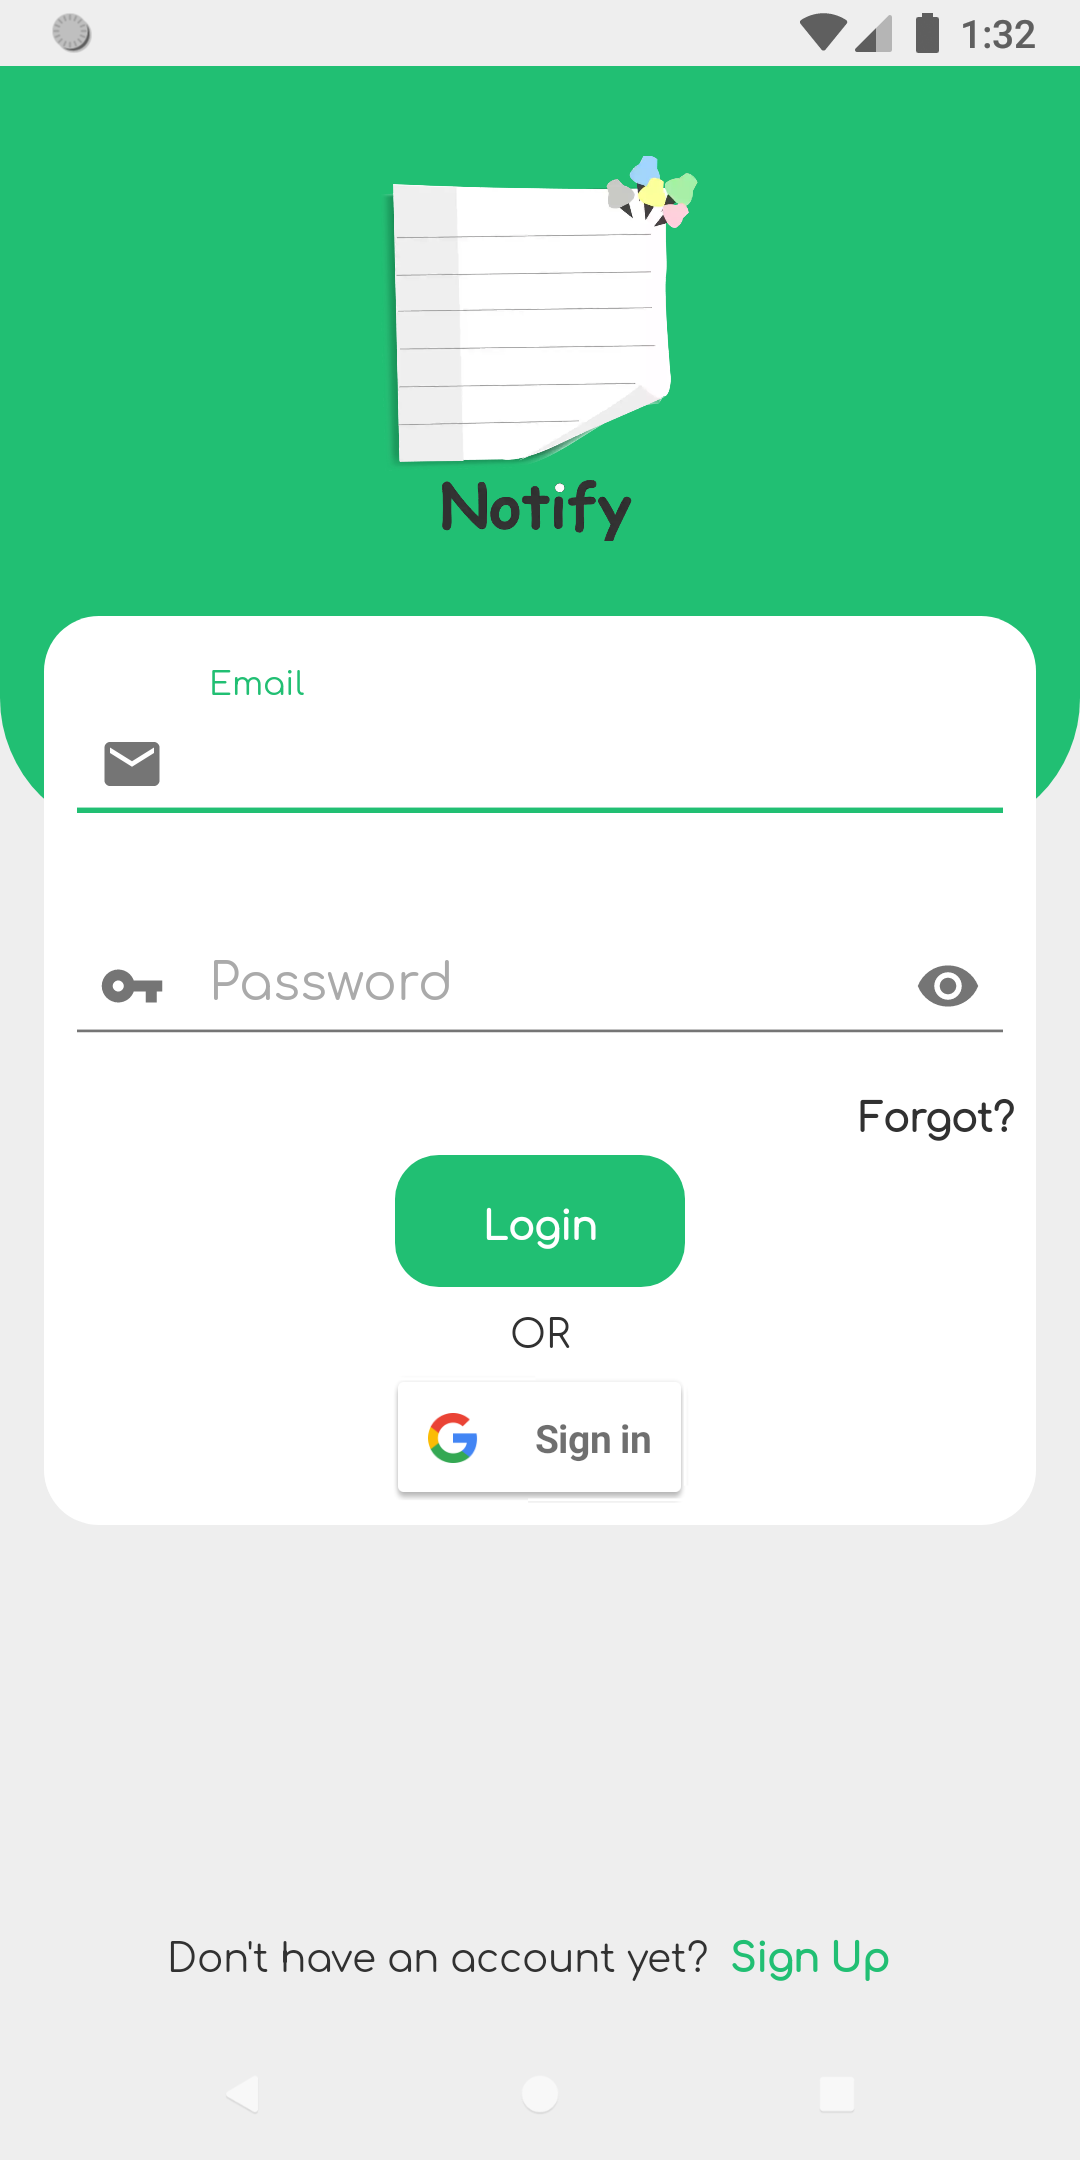 1:32
Notify
Email
Password
Forgot?
Login
OR
Sign in
Don't have an account yet? Sign Up